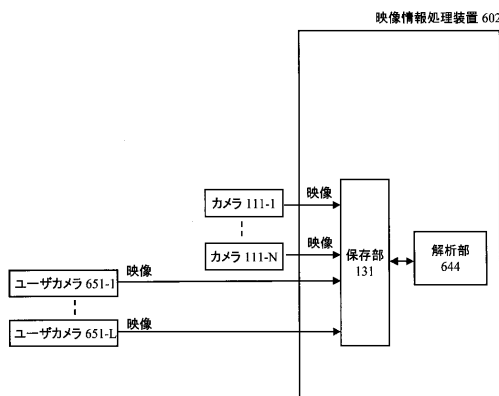 映像情報処理装置 602
カメラ 111-1
映像
カメラ 111-N
映像
保存部
131
解析部
644
ユーザカメラ 651-1
映像
ユーザカメラ 651-L
映像